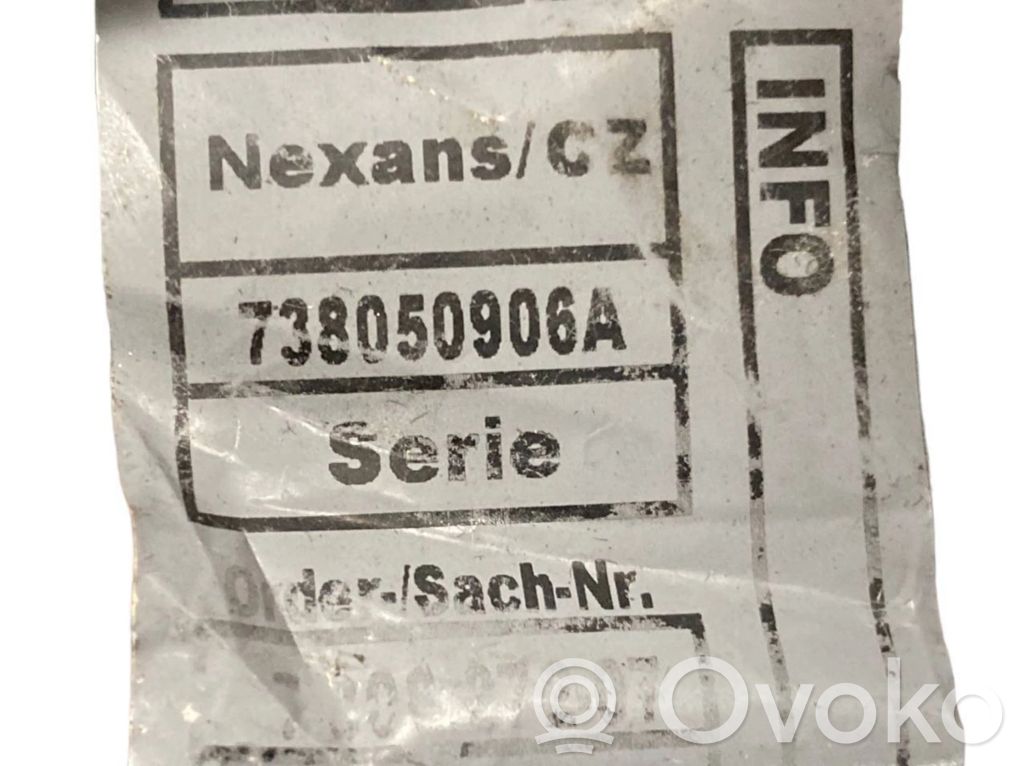 Nexans/CZ
738050906A
Serie
Order-/Sach-Nr.
INFO
Ovoko